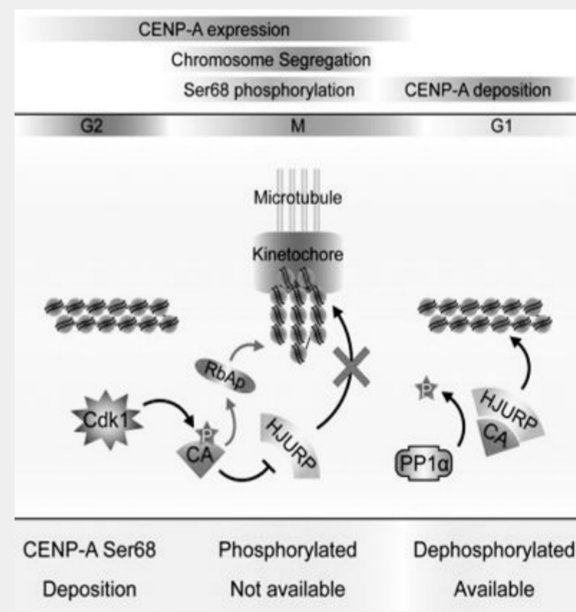 CENP-A expression
Chromosome Segregation
Ser68 phosphorylation
CENP-A deposition
G2
M
G1
Microtubule
Kinetochore
RbAp
Cdk1
P
CA
HJURP
P
HJURP
CA
PP1α
CENP-A Ser68 Phosphorylated Dephosphorylated
Deposition Not available Available